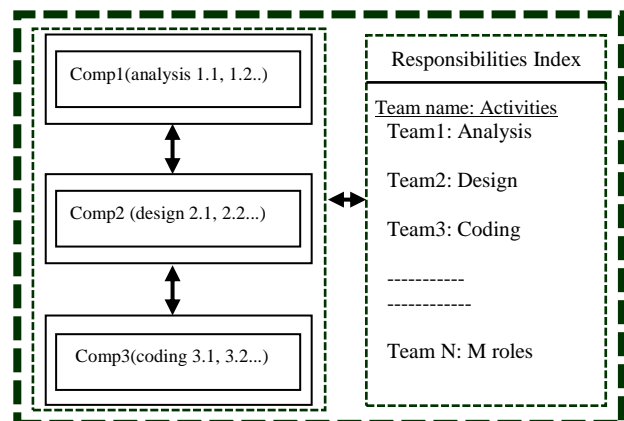 Comp1(analysis 1.1, 1.2..)
Comp2 (design 2.1, 2.2...)
Comp3(coding 3.1, 3.2...)
Responsibilities Index
Team name: Activities
Team1: Analysis
Team2: Design
Team3: Coding
-----------
------------
Team N: M roles